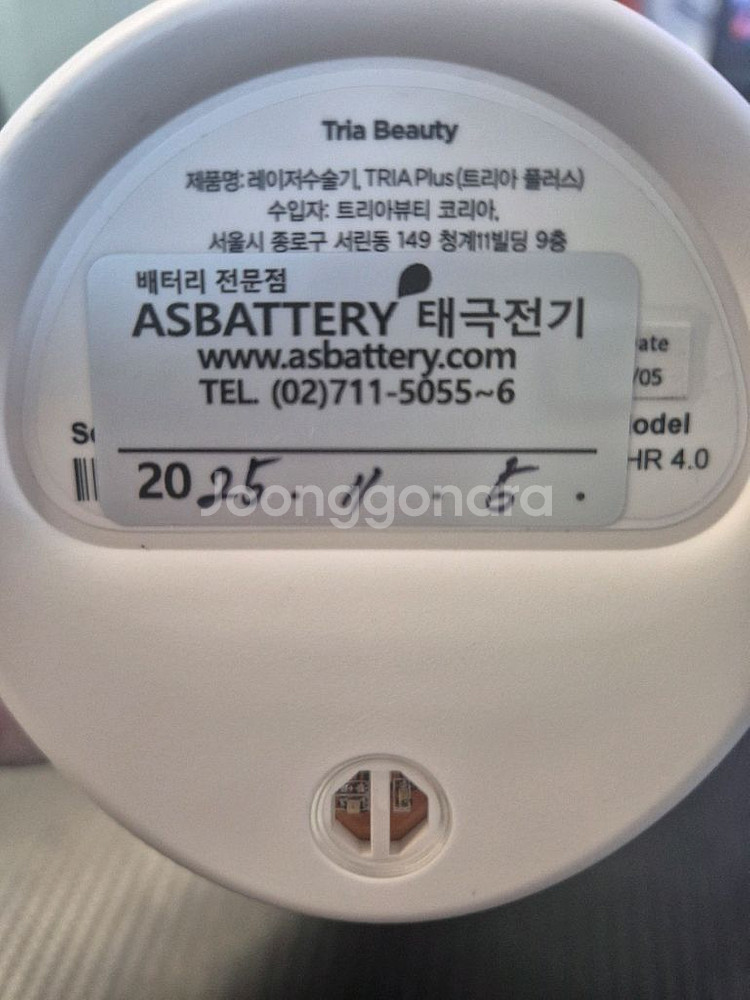 Tria Beauty
제품명: 레이저수술기, TRIA Plus(트리아 플러스)
수입자: 트리아뷰티 코리아,
서울시 종로구 서린동 149 청계11빌딩 9층
배터리 전문점
ASBATTERY 태극전기
www.asbattery.com
TEL. (02)711-5055~6
ate
/05
odel
HR 4.0
2025. 11. 5.
Joonggonara